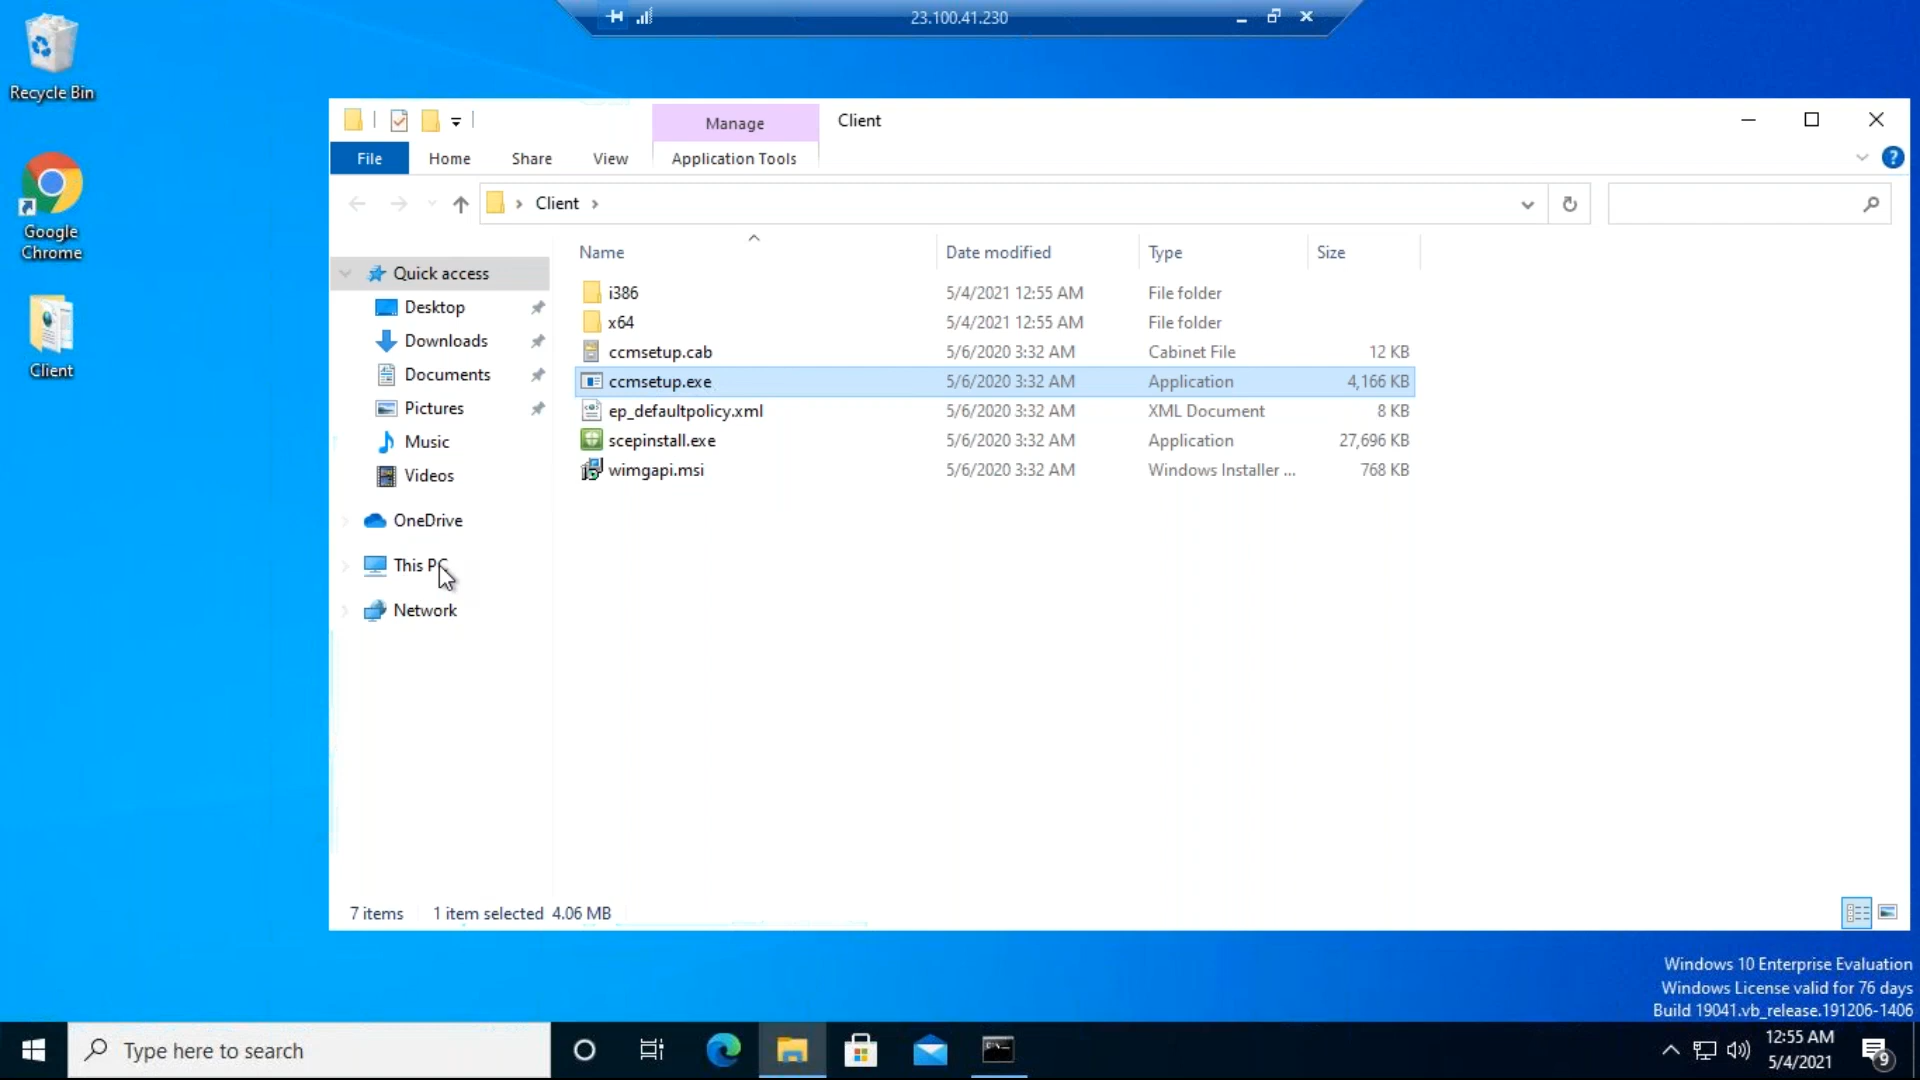 23.100.41.230
Recycle Bin
Google
Chrome
Client
Manage
Client
File
Home
Share
View
Application Tools
Client
Name
Date modified
Type
Size
Quick access
Desktop
Downloads
Documents
Pictures
Music
Videos
OneDrive
This PC
Network
i386 5/4/2021 12:55 AM File folder
x64 5/4/2021 12:55 AM File folder
ccmsetup.cab 5/6/2020 3:32 AM Cabinet File 12 KB
ccmsetup.exe 5/6/2020 3:32 AM Application 4,166 KB
ep_defaultpolicy.xml 5/6/2020 3:32 AM XML Document 8 KB
scepinstall.exe 5/6/2020 3:32 AM Application 27,696 KB
wimgapi.msi 5/6/2020 3:32 AM Windows Installer ... 768 KB
7 items 1 item selected 4.06 MB
Windows 10 Enterprise Evaluation
Windows License valid for 76 days
Build 19041.vb_release.191206-1406
Type here to search
12:55 AM
5/4/2021
9